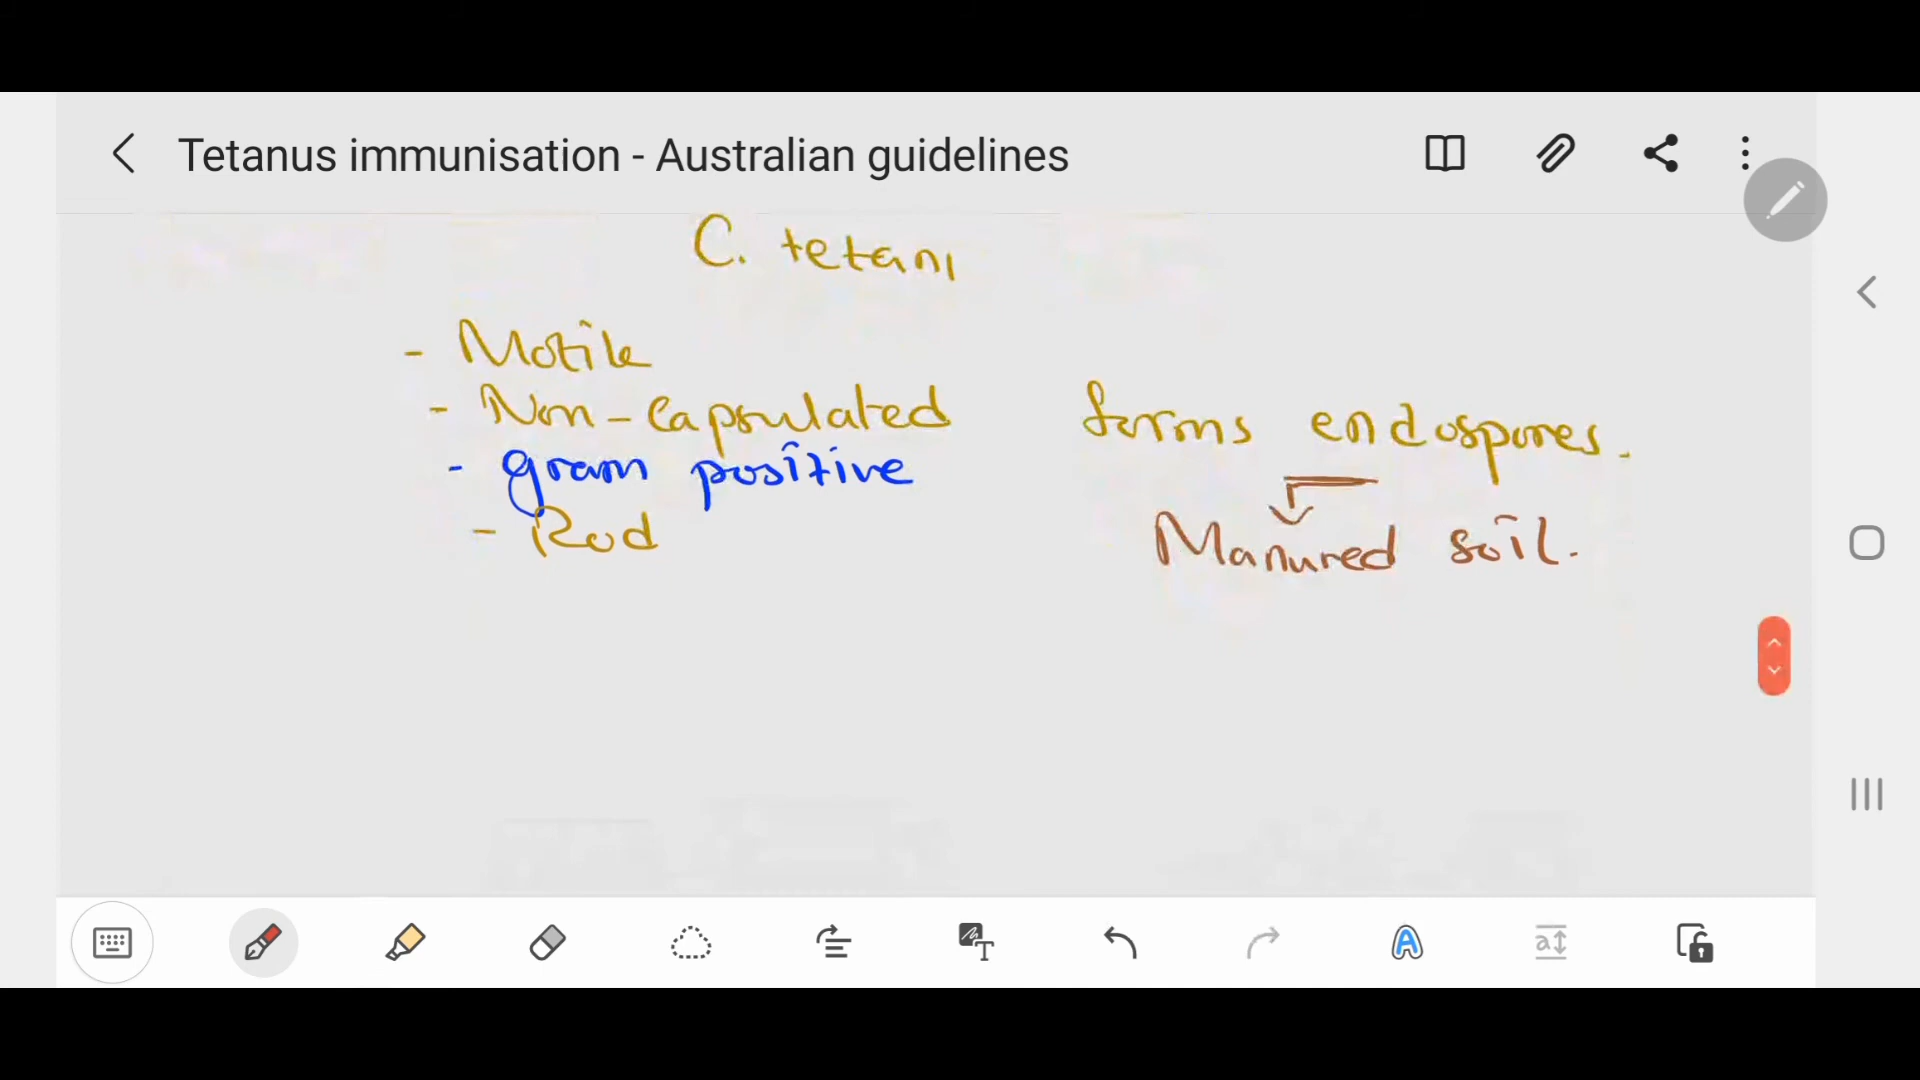 Tetanus immunisation - Australian guidelines
C. tetani
- Motile
- Non-capsulated
- gram positive
- Rod
forms endospores.
Manured soil.